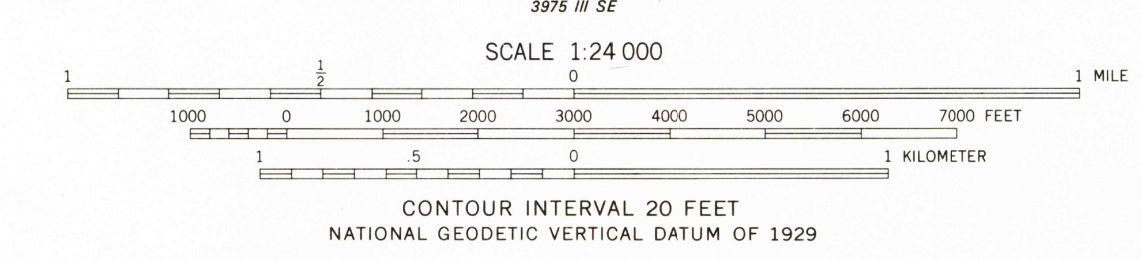 3975 III SE
SCALE 1:24 000
1 1/2 0 1 MILE
1000 0 1000 2000 3000 4000 5000 6000 7000 FEET
1 .5 0 1 KILOMETER
CONTOUR INTERVAL 20 FEET
NATIONAL GEODETIC VERTICAL DATUM OF 1929